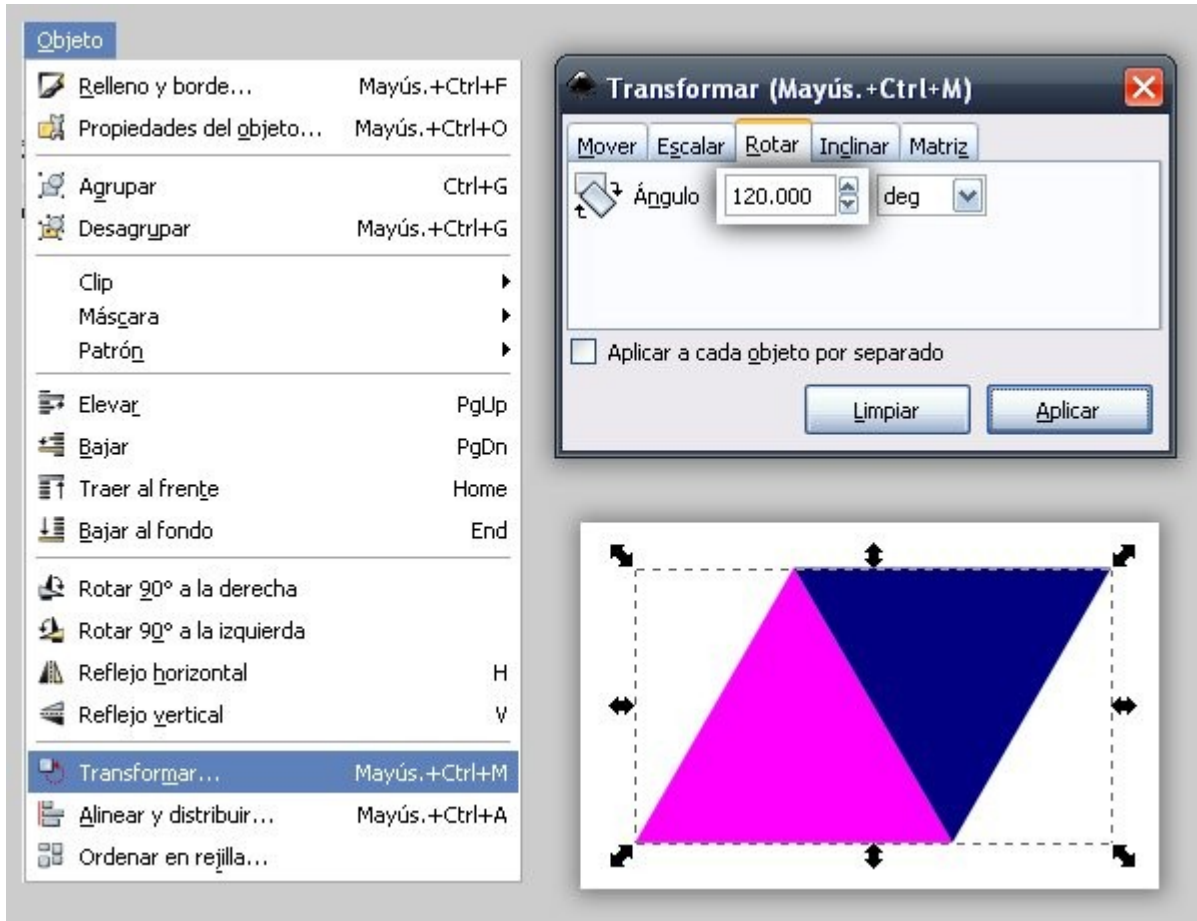 Objeto
Relleno y borde... Mayús.+Ctrl+F
Propiedades del objeto... Mayús.+Ctrl+O
Agrupar Ctrl+G
Desagrupar Mayús.+Ctrl+G
Clip
Máscara
Patrón
Elevar PgUp
Bajar PgDn
Traer al frente Home
Bajar al fondo End
Rotar 90º a la derecha
Rotar 90º a la izquierda
Reflejo horizontal H
Reflejo vertical V
Transformar... Mayús.+Ctrl+M
Alinear y distribuir... Mayús.+Ctrl+A
Ordenar en rejilla...
Transformar (Mayús.+Ctrl+M)
Mover Escalar Rotar Inclinar Matriz
Ángulo 120.000 deg
Aplicar a cada objeto por separado
Limpiar Aplicar